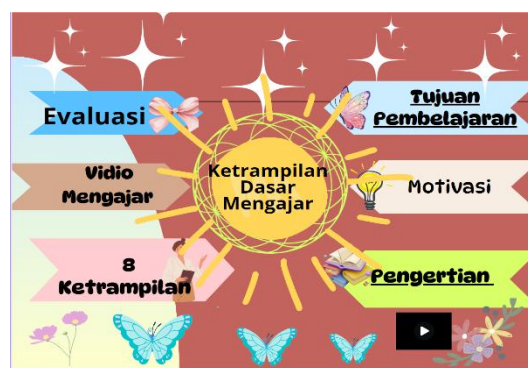 Evaluasi
Tujuan
Pembelajaran
Vidio
Mengajar
Ketrampilan
Dasar
Mengajar
Motivasi
8
Ketrampilan
Pengertian